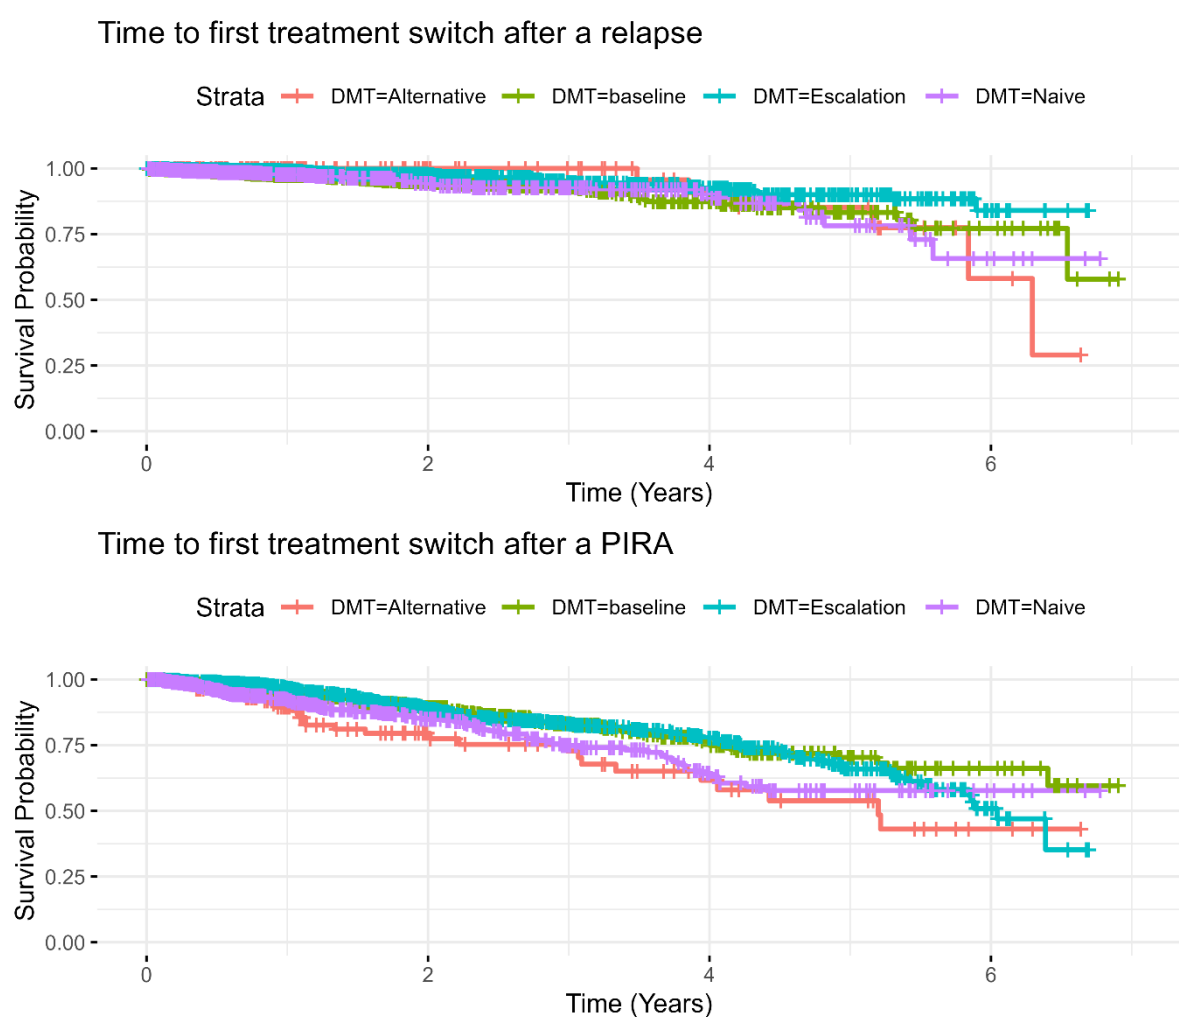 Time to first treatment switch after a relapse
Strata DMT=Alternative DMT=baseline DMT=Escalation DMT=Naive
Survival Probability
1.00
0.75
0.50
0.25
0.00
0 2 4 6
Time (Years)
Time to first treatment switch after a PIRA
Strata DMT=Alternative DMT=baseline DMT=Escalation DMT=Naive
Survival Probability
1.00
0.75
0.50
0.25
0.00
0 2 4 6
Time (Years)